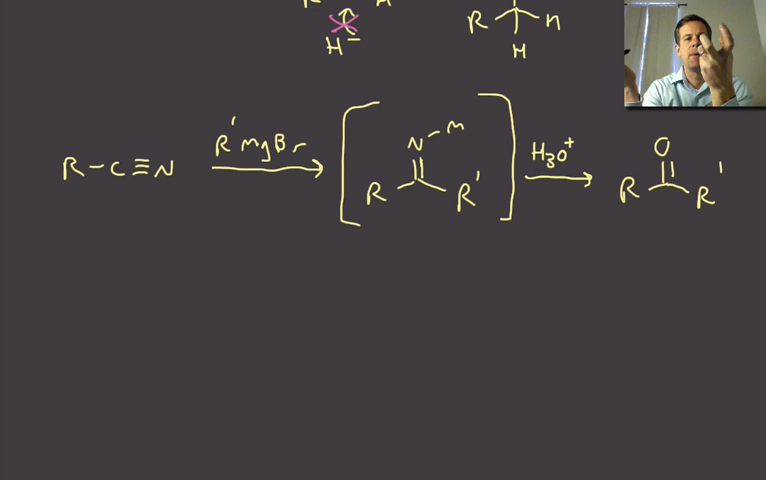 H
R n
H
R-C≡N R'MgBr [ N-M R R' ] H3O+ O R R'